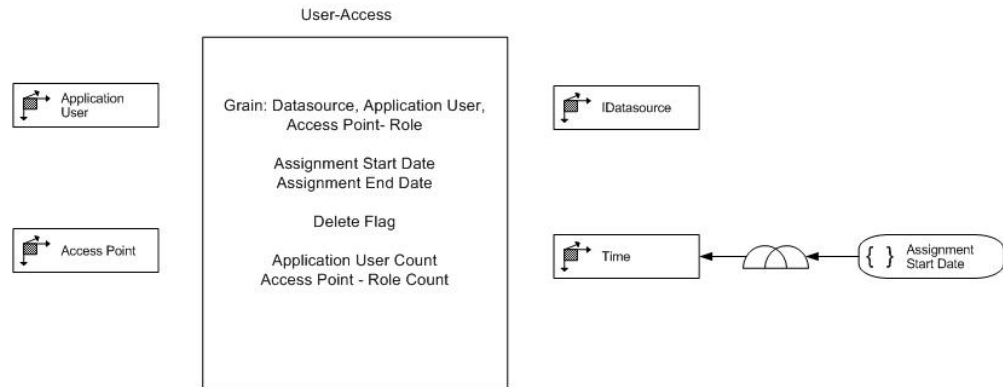 User-Access
Application
User
Grain: Datasource, Application User,
Access Point- Role
Assignment Start Date
Assignment End Date
Delete Flag
Application User Count
Access Point - Role Count
Access Point
IDatasource
Time
{ }
Assignment
Start Date